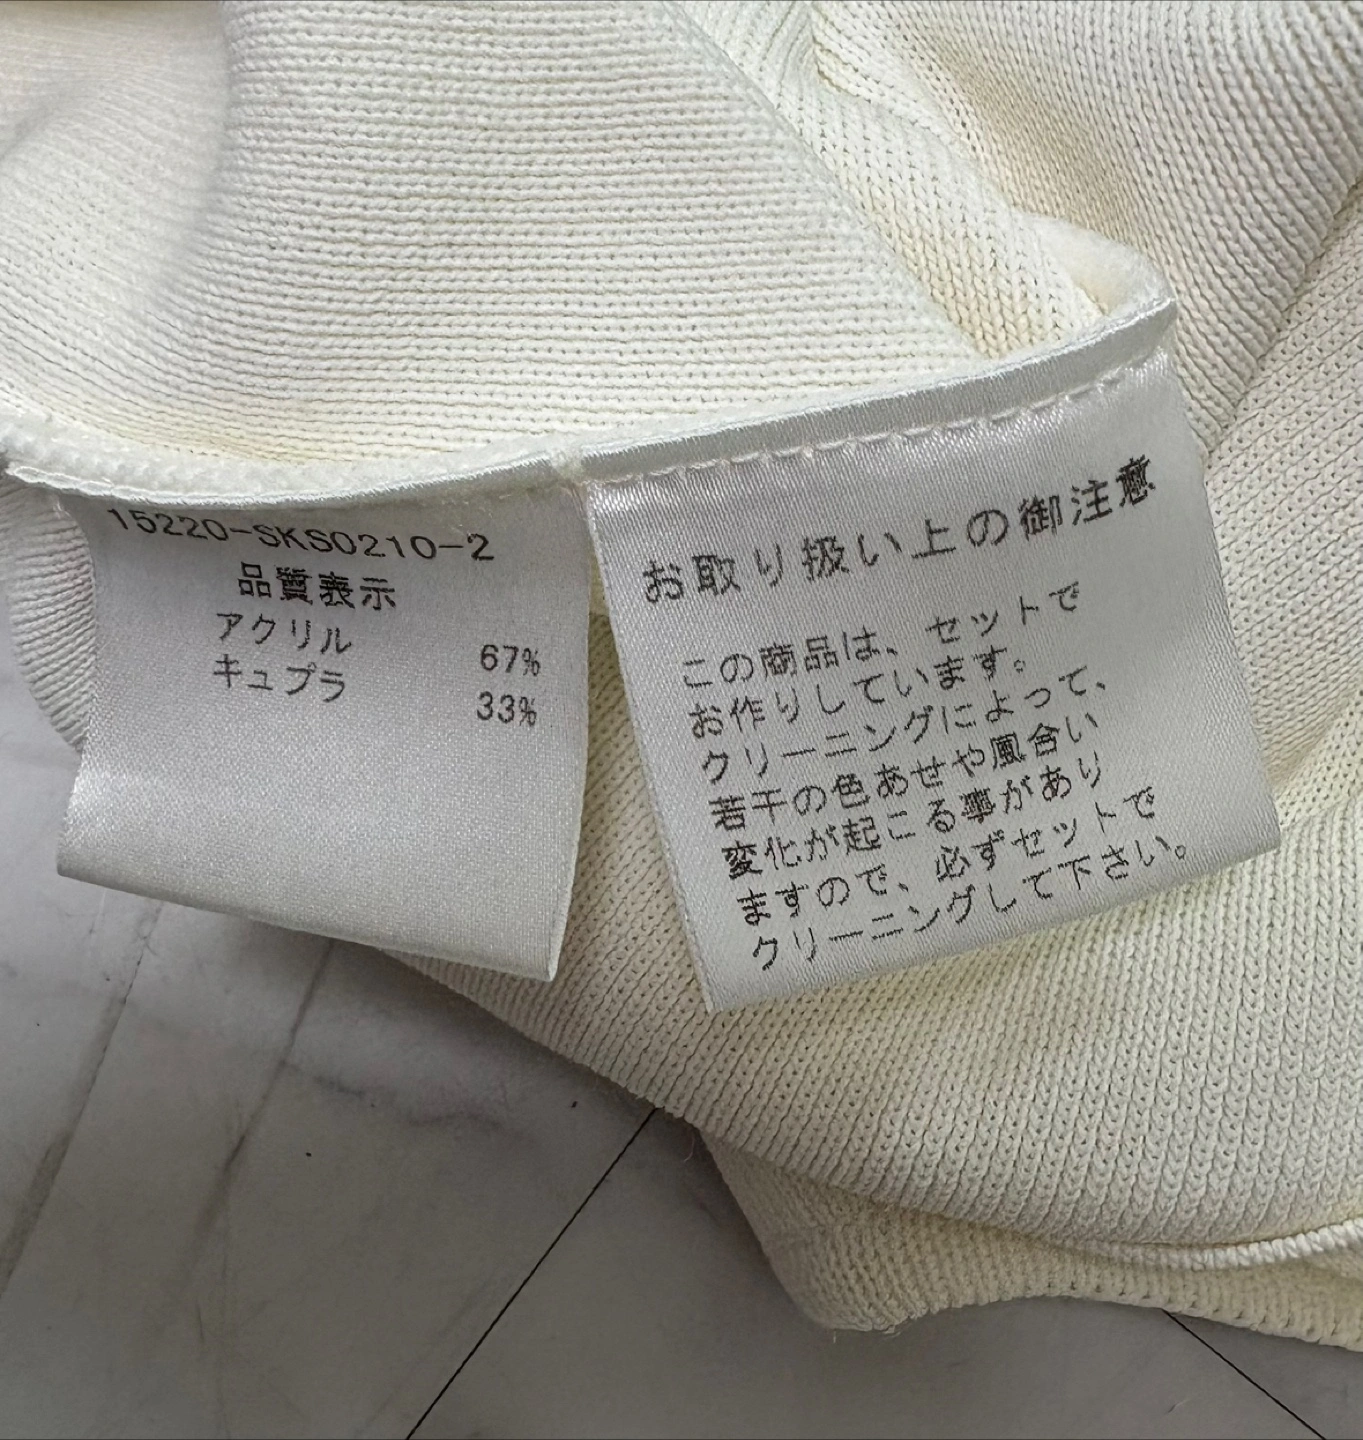 15220-SKS0210-2
品質表示
アクリル 67%
キュプラ 33%
お取り扱い上の御注意
この商品は、セットで
お作りしています。
クリーニングによって、
若干の色あせや風合い
変化が起こる事があり
ますので、必ずセットで
クリーニングして下さい。